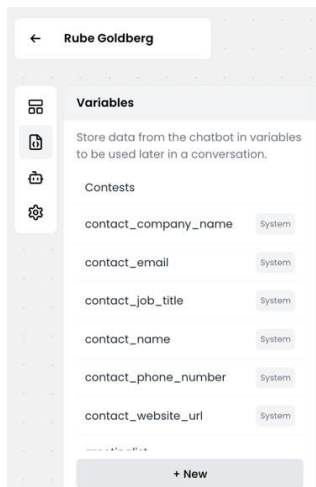 ← Rube Goldberg
Variables
Store data from the chatbot in variables
to be used later in a conversation.
Contests
contact_company_name System
contact_email System
contact_job_title System
contact_name System
contact_phone_number System
contact_website_url System
+ New